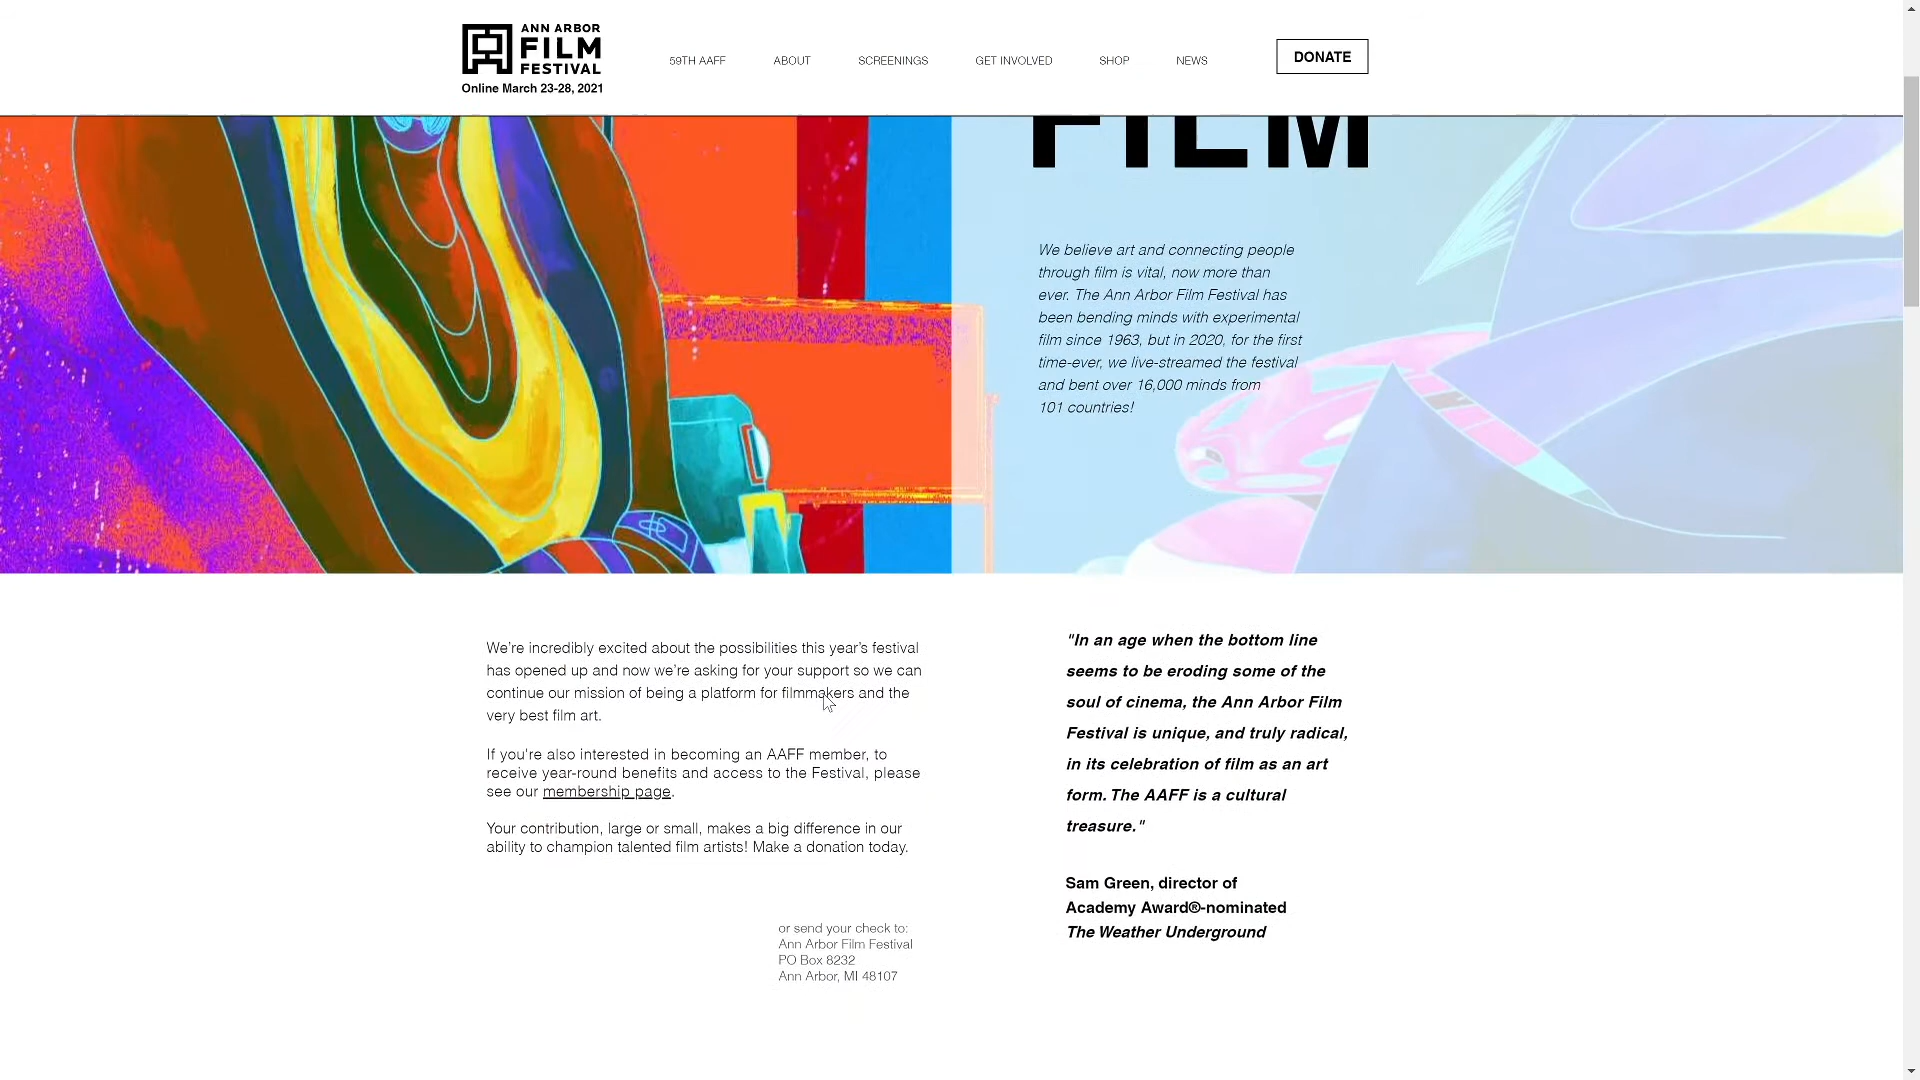 ANN ARBOR
FILM
FESTIVAL
Online March 23-28, 2021
59TH AAFF
ABOUT
SCREENINGS
GET INVOLVED
SHOP
NEWS
DONATE
FILM
We believe art and connecting people
through film is vital, now more than
ever. The Ann Arbor Film Festival has
been bending minds with experimental
film since 1963, but in 2020, for the first
time-ever, we live-streamed the festival
and bent over 16,000 minds from
101 countries!
We're incredibly excited about the possibilities this year's festival
has opened up and now we're asking for your support so we can
continue our mission of being a platform for filmmakers and the
very best film art.
If you're also interested in becoming an AAFF member, to
receive year-round benefits and access to the Festival, please
see our membership page.
Your contribution, large or small, makes a big difference in our
ability to champion talented film artists! Make a donation today.
or send your check to:
Ann Arbor Film Festival
PO Box 8232
Ann Arbor, MI 48107
"In an age when the bottom line
seems to be eroding some of the
soul of cinema, the Ann Arbor Film
Festival is unique, and truly radical,
in its celebration of film as an art
form. The AAFF is a cultural
treasure."
Sam Green, director of
Academy Award®-nominated
The Weather Underground